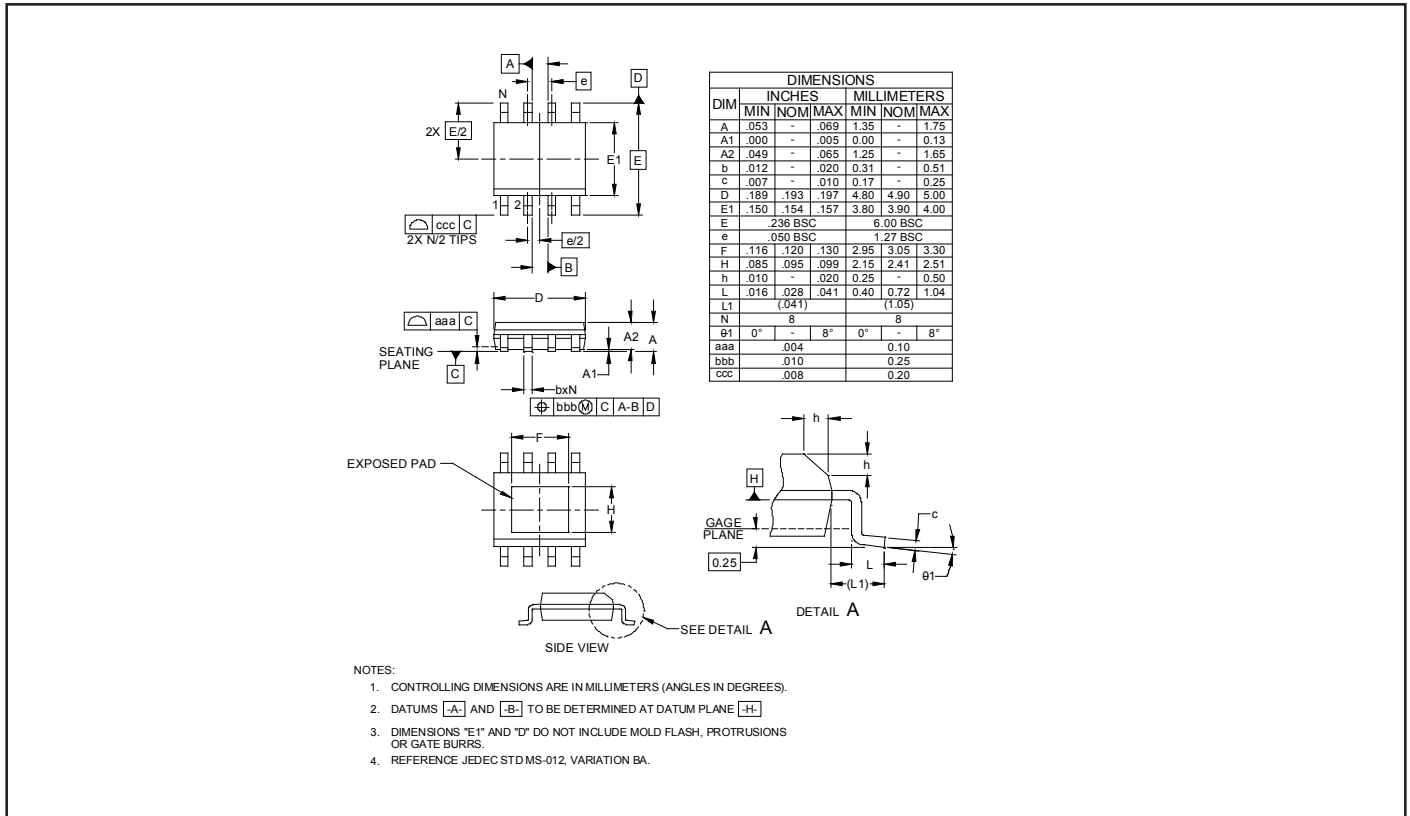 A
e
D
N
2X E/2
E1
E
1 2
ccc C
2X N/2 TIPS
e/2
B
D
aaa C
A2 A
SEATING
PLANE
C
A1
bxN
bbb M C A-B D
F
EXPOSED PAD
H
SIDE VIEW
SEE DETAIL A
DIMENSIONS
DIM INCHES MILLIMETERS
MIN NOM MAX MIN NOM MAX
A .053 - .069 1.35 - 1.75
A1 .000 - .005 0.00 - 0.13
A2 .049 - .065 1.25 - 1.65
b .012 - .020 0.31 - 0.51
c .007 - .010 0.17 - 0.25
D .189 .193 .197 4.80 4.90 5.00
E1 .150 .154 .157 3.80 3.90 4.00
E .236 BSC 6.00 BSC
e .050 BSC 1.27 BSC
F .116 .120 .130 2.95 3.05 3.30
H .085 .095 .099 2.15 2.41 2.51
h .010 - .020 0.25 - 0.50
L .016 .028 .041 0.40 0.72 1.04
L1 (.041) (1.05)
N 8 8
θ1 0° - 8° 0° - 8°
aaa .004 0.10
bbb .010 0.25
ccc .008 0.20
h
h
H
c
GAGE
PLANE
0.25
L
(L1)
θ1
DETAIL A
NOTES:
1. CONTROLLING DIMENSIONS ARE IN MILLIMETERS (ANGLES IN DEGREES).
2. DATUMS -A- AND -B- TO BE DETERMINED AT DATUM PLANE -H-
3. DIMENSIONS "E1" AND "D" DO NOT INCLUDE MOLD FLASH, PROTRUSIONS
OR GATE BURRS.
4. REFERENCE JEDEC STD MS-012, VARIATION BA.